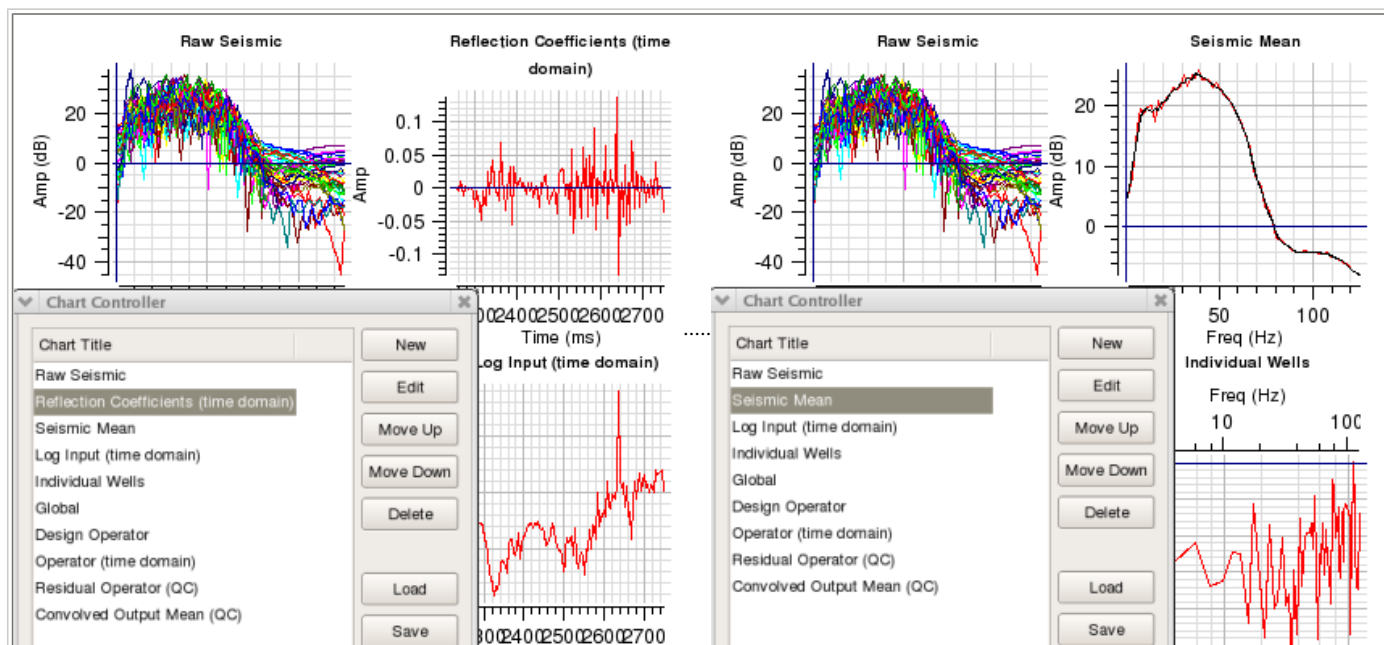 Raw Seismic
Amp (dB)
20
0
-20
-40
Reflection Coefficients (time
domain)
Amp
0.1
0.05
0
-0.05
-0.1
2400
2500
2600
2700
Time (ms)
Log Input (time domain)
2500
2600
2700
Chart Controller
Chart Title
Raw Seismic
Reflection Coefficients (time domain)
Seismic Mean
Log Input (time domain)
Individual Wells
Global
Design Operator
Operator (time domain)
Residual Operator (QC)
Convolved Output Mean (QC)
New
Edit
Move Up
Move Down
Delete
Load
Save
Raw Seismic
Amp (dB)
20
0
-20
-40
Seismic Mean
Amp (dB)
20
10
0
50
100
Freq (Hz)
Individual Wells
Freq (Hz)
10
100
Chart Controller
Chart Title
Raw Seismic
Seismic Mean
Log Input (time domain)
Individual Wells
Global
Design Operator
Operator (time domain)
Residual Operator (QC)
Convolved Output Mean (QC)
New
Edit
Move Up
Move Down
Delete
Load
Save